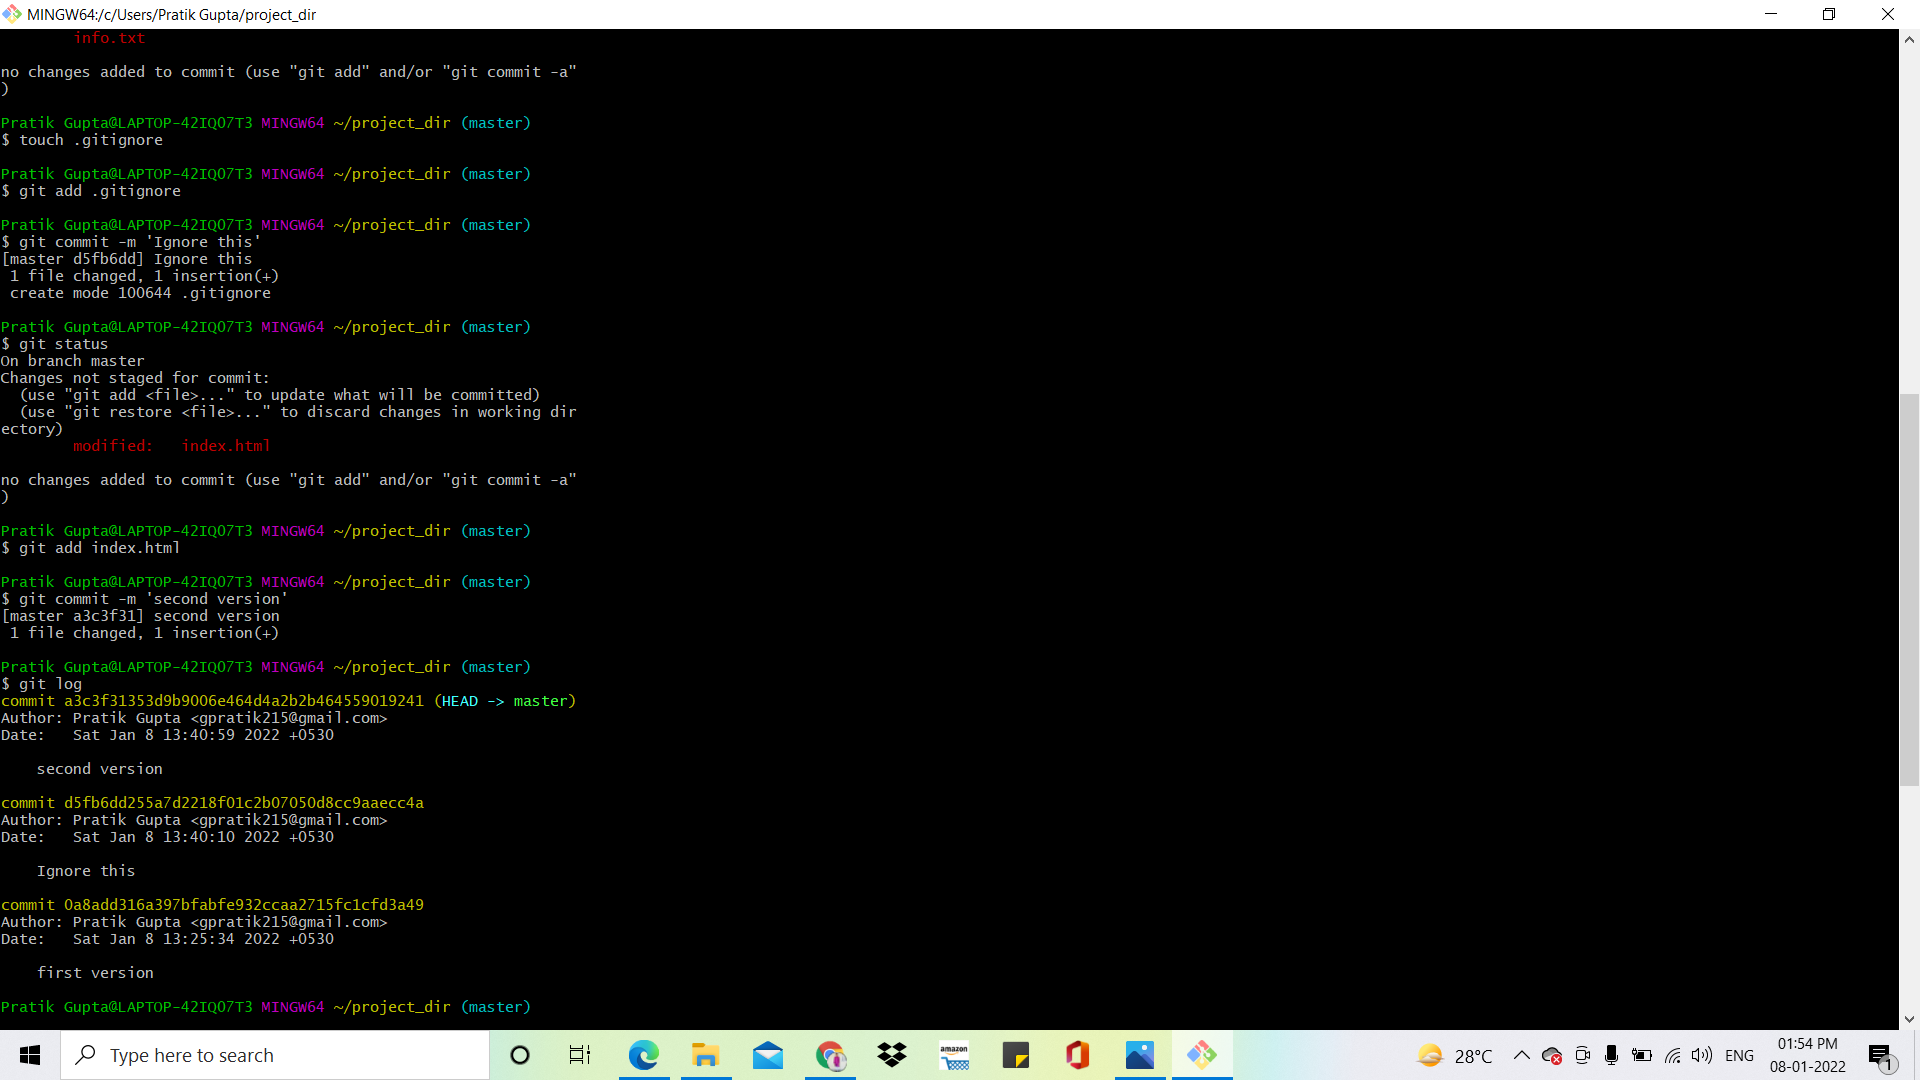 MINGW64:/c/Users/Pratik Gupta/project_dir
info.txt
no changes added to commit (use "git add" and/or "git commit -a"
)
Pratik Gupta@LAPTOP-42IQ07T3 MINGW64 ~/project_dir (master)
$ touch .gitignore
Pratik Gupta@LAPTOP-42IQ07T3 MINGW64 ~/project_dir (master)
$ git add .gitignore
Pratik Gupta@LAPTOP-42IQ07T3 MINGW64 ~/project_dir (master)
$ git commit -m 'Ignore this'
[master d5fb6dd] Ignore this
1 file changed, 1 insertion(+)
create mode 100644 .gitignore
Pratik Gupta@LAPTOP-42IQ07T3 MINGW64 ~/project_dir (master)
$ git status
On branch master
Changes not staged for commit:
(use "git add <file>..." to update what will be committed)
(use "git restore <file>..." to discard changes in working dir
ectory)
modified:   index.html
no changes added to commit (use "git add" and/or "git commit -a"
)
Pratik Gupta@LAPTOP-42IQ07T3 MINGW64 ~/project_dir (master)
$ git add index.html
Pratik Gupta@LAPTOP-42IQ07T3 MINGW64 ~/project_dir (master)
$ git commit -m 'second version'
[master a3c3f31] second version
1 file changed, 1 insertion(+)
Pratik Gupta@LAPTOP-42IQ07T3 MINGW64 ~/project_dir (master)
$ git log
commit a3c3f31353d9b9006e464d4a2b2b464559019241 (HEAD -> master)
Author: Pratik Gupta <gpratik215@gmail.com>
Date:   Sat Jan 8 13:40:59 2022 +0530
second version
commit d5fb6dd255a7d2218f01c2b07050d8cc9aaecc4a
Author: Pratik Gupta <gpratik215@gmail.com>
Date:   Sat Jan 8 13:40:10 2022 +0530
Ignore this
commit 0a8add316a397bfabfe932ccaa2715fc1cfd3a49
Author: Pratik Gupta <gpratik215@gmail.com>
Date:   Sat Jan 8 13:25:34 2022 +0530
first version
Pratik Gupta@LAPTOP-42IQ07T3 MINGW64 ~/project_dir (master)
Type here to search
amazon
28°C
ENG
01:54 PM
08-01-2022
1